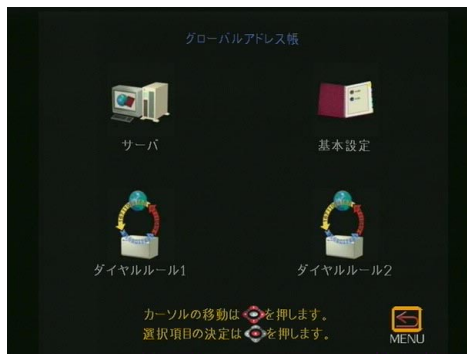 グローバルアドレス帳
サーバ
基本設定
ダイヤルルール1
ダイヤルルール2
カーソルの移動は を押します。
選択項目の決定は を押します。
MENU